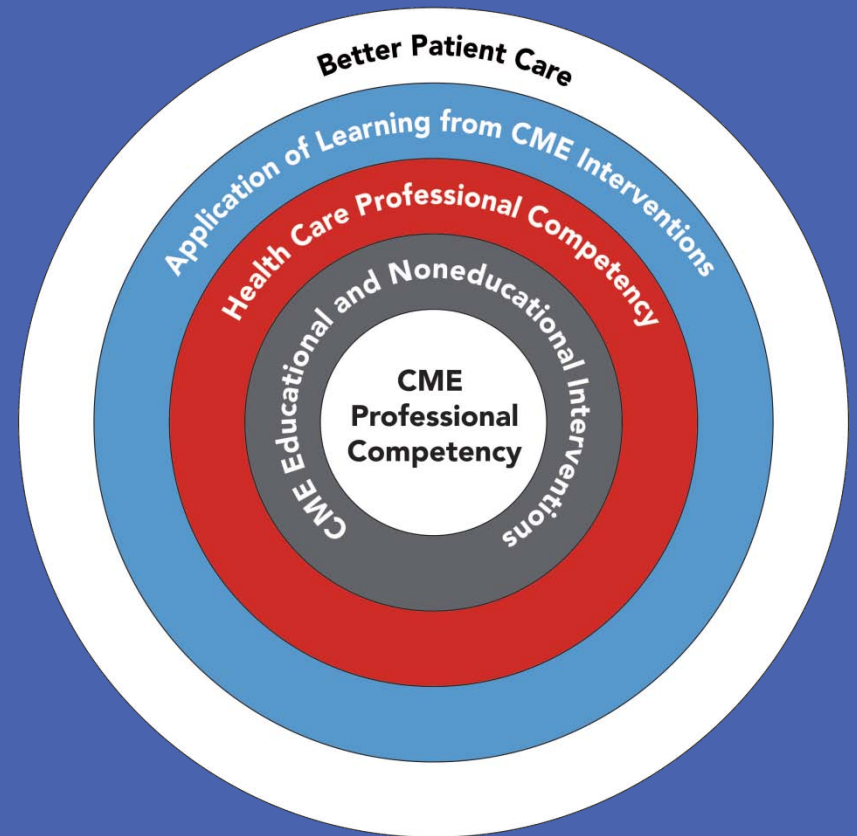 Better Patient Care
Application of Learning from CME Interventions
Health Care Professional Competency
CME Educational and Noneducational Interventions
CME
Professional
Competency